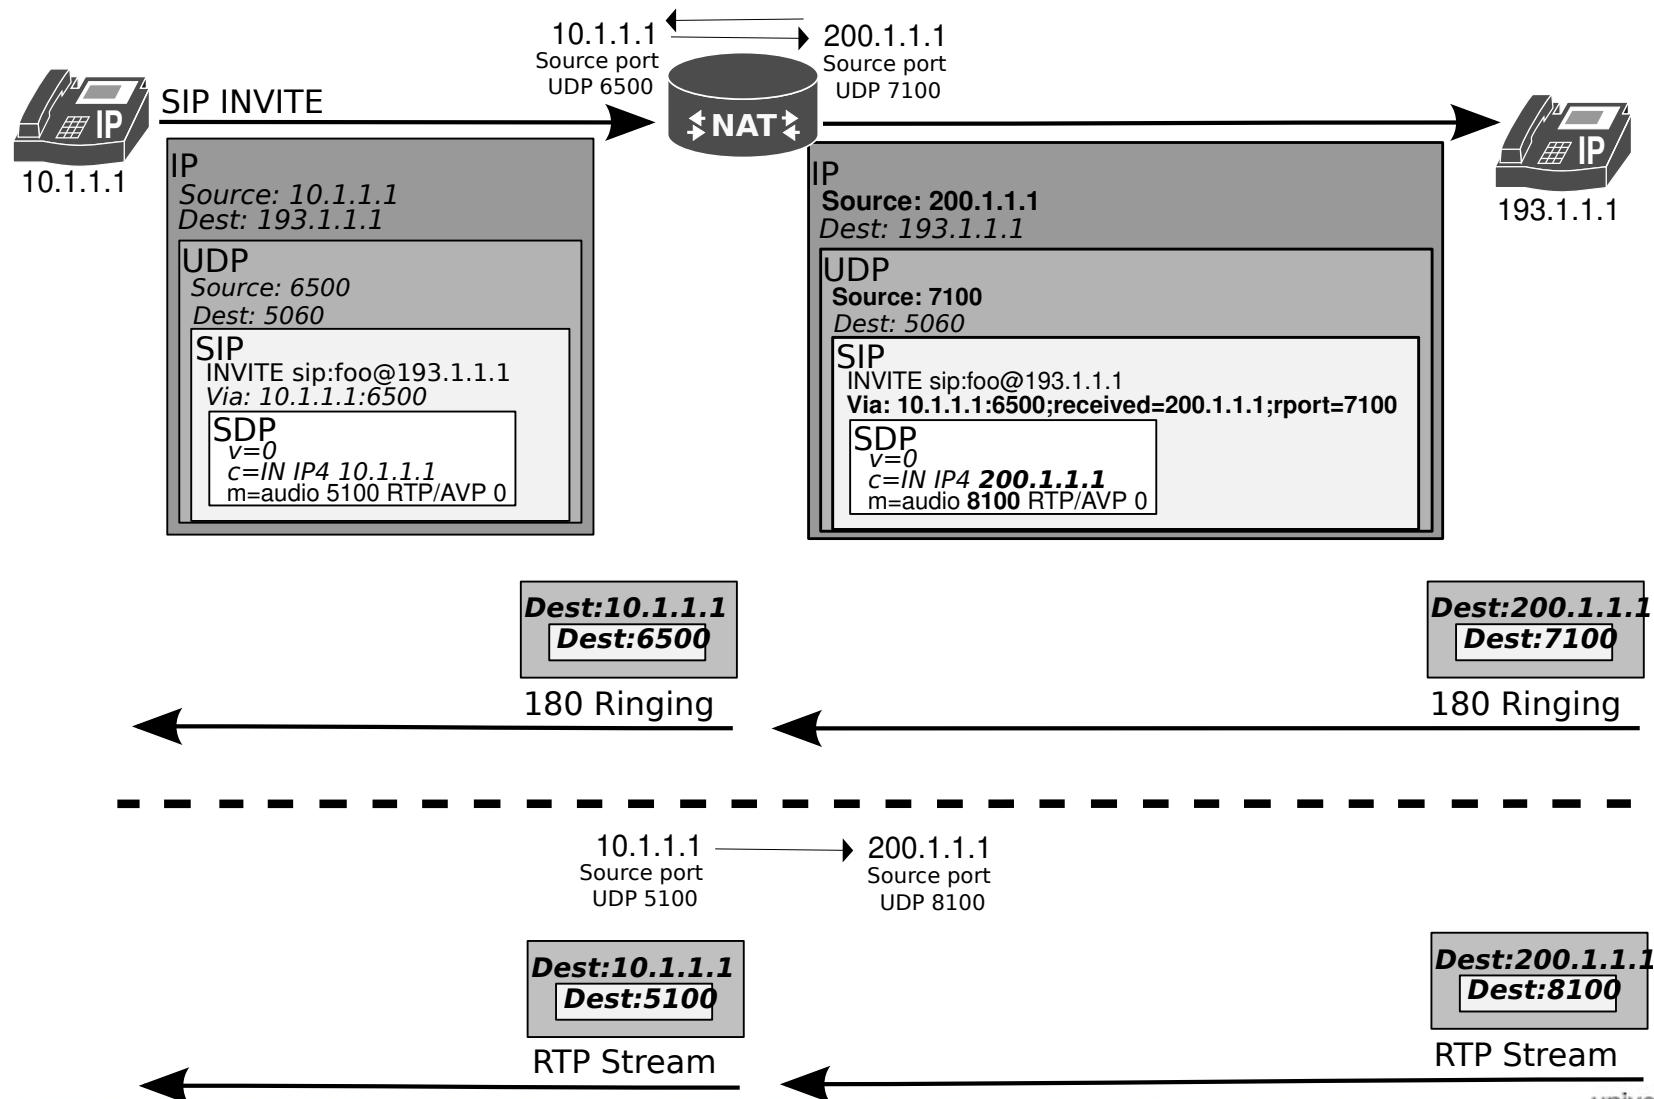 10.1.1.1
Source port
UDP 6500
200.1.1.1
Source port
UDP 7100
IP
10.1.1.1
SIP INVITE
NAT
IP
193.1.1.1
IP
Source: 10.1.1.1
Dest: 193.1.1.1
UDP
Source: 6500
Dest: 5060
SIP
INVITE sip:foo@193.1.1.1
Via: 10.1.1.1:6500
SDP
v=0
c=IN IP4 10.1.1.1
m=audio 5100 RTP/AVP 0
IP
Source: 200.1.1.1
Dest: 193.1.1.1
UDP
Source: 7100
Dest: 5060
SIP
INVITE sip:foo@193.1.1.1
Via: 10.1.1.1:6500;received=200.1.1.1;rport=7100
SDP
v=0
c=IN IP4 200.1.1.1
m=audio 8100 RTP/AVP 0
Dest:10.1.1.1
Dest:6500
180 Ringing
Dest:200.1.1.1
Dest:7100
180 Ringing
10.1.1.1
Source port
UDP 5100
200.1.1.1
Source port
UDP 8100
Dest:10.1.1.1
Dest:5100
RTP Stream
Dest:200.1.1.1
Dest:8100
RTP Stream